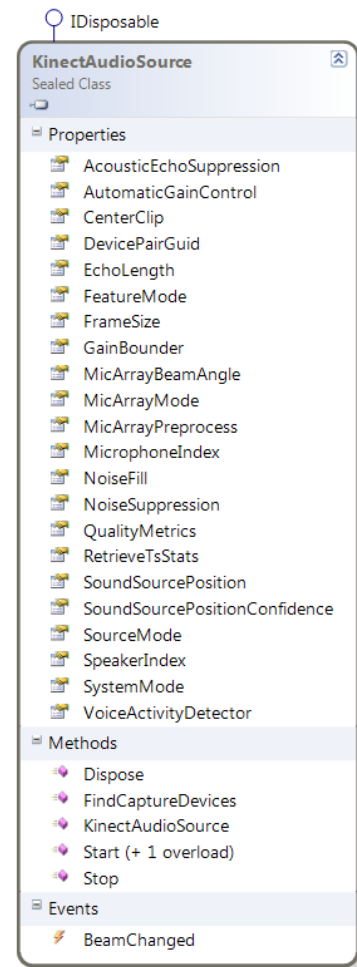 IDisposable
KinectAudioSource
Sealed Class
Properties
AcousticEchoSuppression
AutomaticGainControl
CenterClip
DevicePairGuid
EchoLength
FeatureMode
FrameSize
GainBounder
MicArrayBeamAngle
MicArrayMode
MicArrayPreprocess
MicrophoneIndex
NoiseFill
NoiseSuppression
QualityMetrics
RetrieveTsStats
SoundSourcePosition
SoundSourcePositionConfidence
SourceMode
SpeakerIndex
SystemMode
VoiceActivityDetector
Methods
Dispose
FindCaptureDevices
KinectAudioSource
Start (+ 1 overload)
Stop
Events
BeamChanged